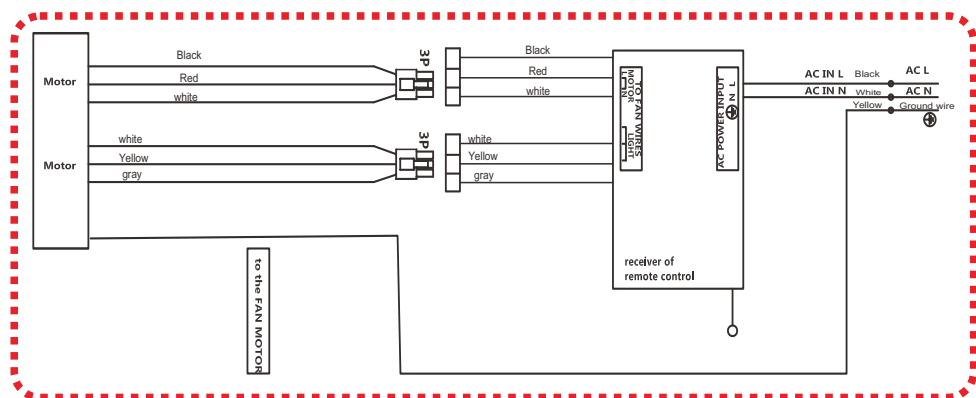 Motor
Motor
Black
Red
white
white
Yellow
gray
3P
3P
Black
Red
white
white
Yellow
gray
to the FAN MOTOR
TO FAN WIRES
MOTOR
L N
LIGHT
AC POWER INPUT
N L
receiver of
remote control
AC IN L Black AC L
AC IN N White AC N
Yellow Ground wire